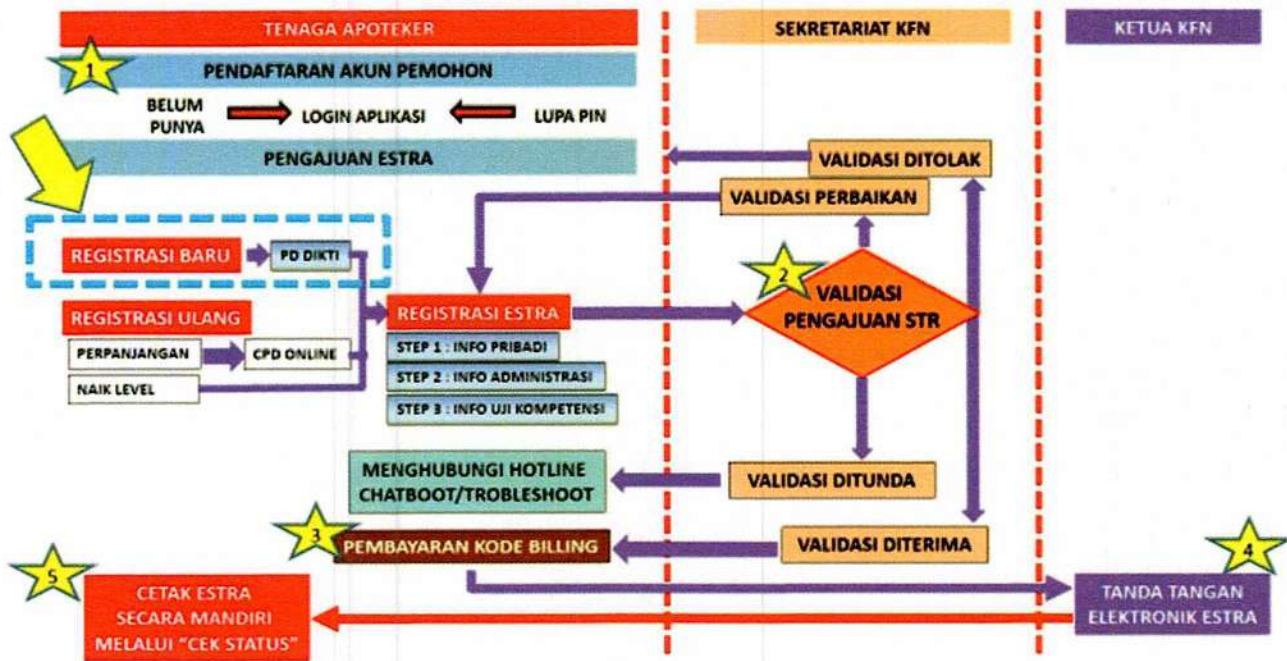 TENAGA APOTEKER
SEKRETARIAT KFN
KETUA KFN
1
PENDAFTARAN AKUN PEMOHON
BELUM
PUNYA
LOGIN APLIKASI
LUPA PIN
PENGAJUAN ESTRA
VALIDASI DITOLAK
VALIDASI PERBAIKAN
REGISTRASI BARU
PD DIKTI
2
VALIDASI
PENGAJUAN STR
REGISTRASI ULANG
REGISTRASI ESTRA
PERPANJANGAN
CPD ONLINE
STEP 1 : INFO PRIBADI
NAIK LEVEL
STEP 2 : INFO ADMINISTRASI
STEP 3 : INFO UJI KOMPETENSI
MENGHUBUNGI HOTLINE
CHATBOOT/TROBLESHOOT
VALIDASI DITUNDA
3
PEMBAYARAN KODE BILLING
VALIDASI DITERIMA
4
5
CETAK ESTRA
SECARA MANDIRI
MELALUI "CEK STATUS"
TANDA TANGAN
ELEKTRONIK ESTRA